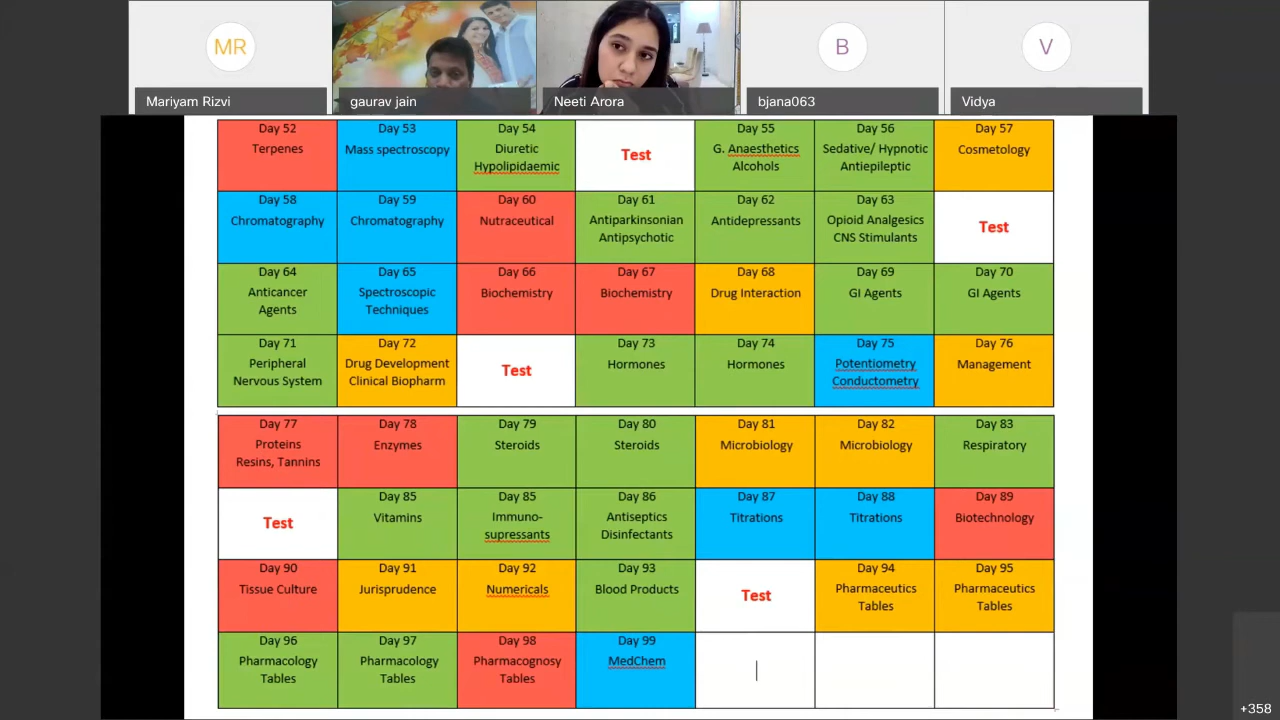 MR
B
V
Mariyam Rizvi
gaurav jain
Neeti Arora
bjana063
Vidya
Day 52
Terpenes
Day 53
Mass spectroscopy
Day 54
Diuretic
Hypolipidaemic
Test
Day 55
G. Anaesthetics
Alcohols
Day 56
Sedative/ Hypnotic
Antiepileptic
Day 57
Cosmetology
Day 58
Chromatography
Day 59
Chromatography
Day 60
Nutraceutical
Day 61
Antiparkinsonian
Antipsychotic
Day 62
Antidepressants
Day 63
Opioid Analgesics
CNS Stimulants
Test
Day 64
Anticancer
Agents
Day 65
Spectroscopic
Techniques
Day 66
Biochemistry
Day 67
Biochemistry
Day 68
Drug Interaction
Day 69
GI Agents
Day 70
GI Agents
Day 71
Peripheral
Nervous System
Day 72
Drug Development
Clinical Biopharm
Test
Day 73
Hormones
Day 74
Hormones
Day 75
Potentiometry
Conductometry
Day 76
Management
Day 77
Proteins
Resins, Tannins
Day 78
Enzymes
Day 79
Steroids
Day 80
Steroids
Day 81
Microbiology
Day 82
Microbiology
Day 83
Respiratory
Test
Day 85
Vitamins
Day 85
Immuno-
supressants
Day 86
Antiseptics
Disinfectants
Day 87
Titrations
Day 88
Titrations
Day 89
Biotechnology
Day 90
Tissue Culture
Day 91
Jurisprudence
Day 92
Numericals
Day 93
Blood Products
Test
Day 94
Pharmaceutics
Tables
Day 95
Pharmaceutics
Tables
Day 96
Pharmacology
Tables
Day 97
Pharmacology
Tables
Day 98
Pharmacognosy
Tables
Day 99
MedChem
+358